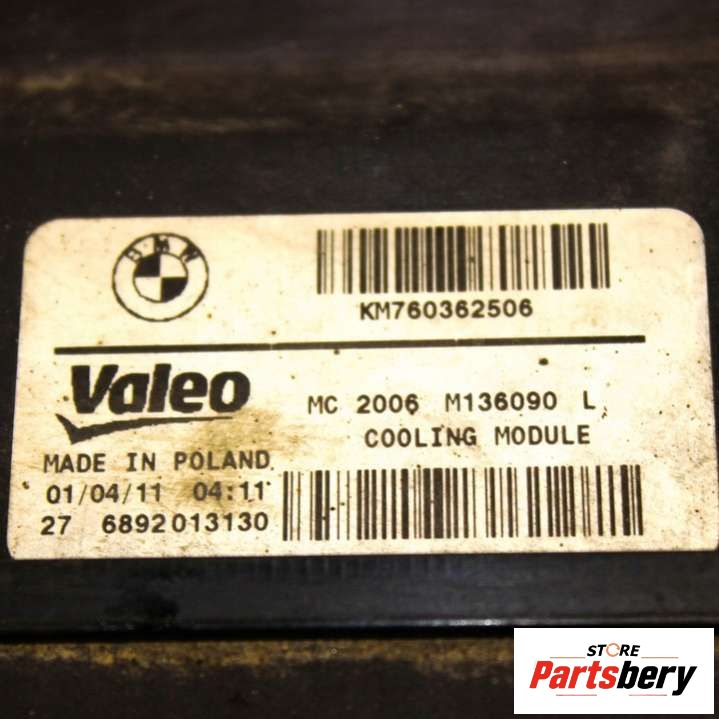 BMW
KM760362506
Valeo
MC 2006 M136090 L
COOLING MODULE
MADE IN POLAND
01/04/11 04:11
27 6892013130
STORE
Partsbery